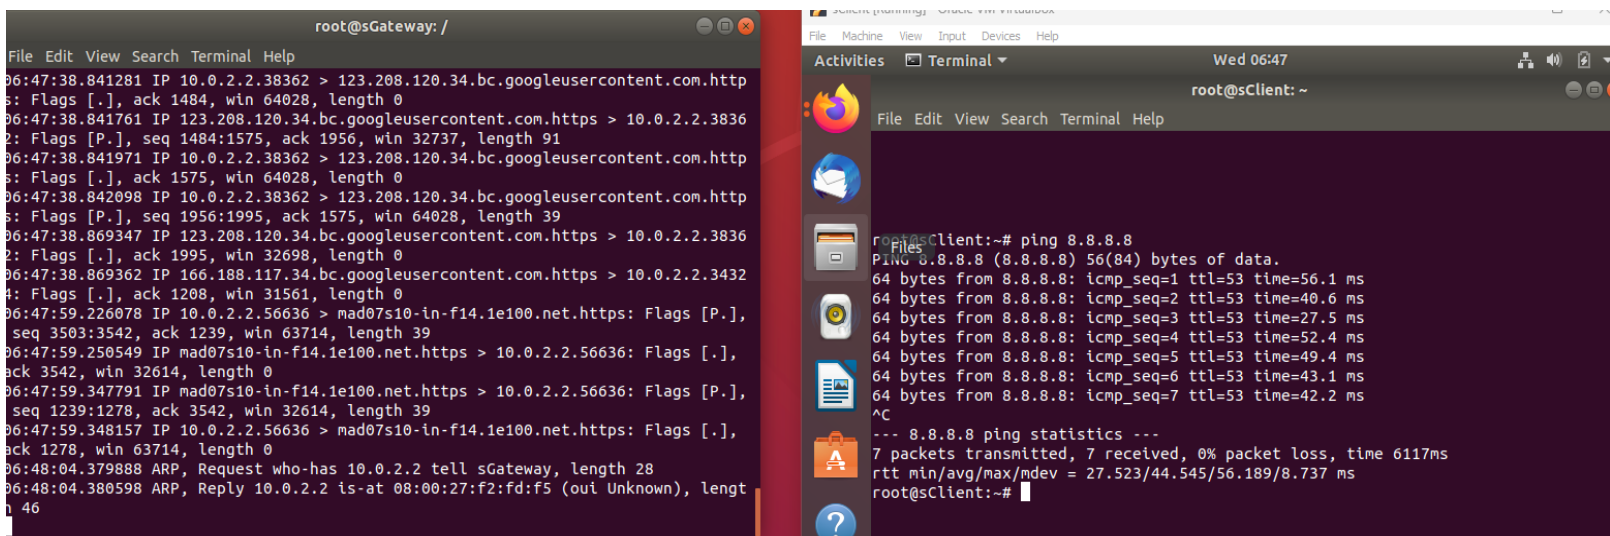 root@sGateway: /
File Edit View Search Terminal Help
06:47:38.841281 IP 10.0.2.2.38362 > 123.208.120.34.bc.googleusercontent.com.http
s: Flags [.], ack 1484, win 64028, length 0
06:47:38.841761 IP 123.208.120.34.bc.googleusercontent.com.https > 10.0.2.2.3836
2: Flags [P.], seq 1484:1575, ack 1956, win 32737, length 91
06:47:38.841971 IP 10.0.2.2.38362 > 123.208.120.34.bc.googleusercontent.com.http
s: Flags [.], ack 1575, win 64028, length 0
06:47:38.842098 IP 10.0.2.2.38362 > 123.208.120.34.bc.googleusercontent.com.http
s: Flags [P.], seq 1956:1995, ack 1575, win 64028, length 39
06:47:38.869347 IP 123.208.120.34.bc.googleusercontent.com.https > 10.0.2.2.3836
2: Flags [.], ack 1995, win 32698, length 0
06:47:38.869362 IP 166.188.117.34.bc.googleusercontent.com.https > 10.0.2.2.3432
4: Flags [.], ack 1208, win 31561, length 0
06:47:59.226078 IP 10.0.2.2.56636 > mad07s10-in-f14.1e100.net.https: Flags [P.],
seq 3503:3542, ack 1239, win 63714, length 39
06:47:59.250549 IP mad07s10-in-f14.1e100.net.https > 10.0.2.2.56636: Flags [.],
ack 3542, win 32614, length 0
06:47:59.347791 IP mad07s10-in-f14.1e100.net.https > 10.0.2.2.56636: Flags [P.],
seq 1239:1278, ack 3542, win 32614, length 39
06:47:59.348157 IP 10.0.2.2.56636 > mad07s10-in-f14.1e100.net.https: Flags [.],
ack 1278, win 63714, length 0
06:48:04.379888 ARP, Request who-has 10.0.2.2 tell sGateway, length 28
06:48:04.380598 ARP, Reply 10.0.2.2 is-at 08:00:27:f2:fd:f5 (oui Unknown), lengt
h 46
sClient [Running] - Oracle VM VirtualBox
File Machine View Input Devices Help
Activities Terminal Wed 06:47
root@sClient: ~
File Edit View Search Terminal Help
root@sClient:~# ping 8.8.8.8
Files
PING 8.8.8.8 (8.8.8.8) 56(84) bytes of data.
64 bytes from 8.8.8.8: icmp_seq=1 ttl=53 time=56.1 ms
64 bytes from 8.8.8.8: icmp_seq=2 ttl=53 time=40.6 ms
64 bytes from 8.8.8.8: icmp_seq=3 ttl=53 time=27.5 ms
64 bytes from 8.8.8.8: icmp_seq=4 ttl=53 time=52.4 ms
64 bytes from 8.8.8.8: icmp_seq=5 ttl=53 time=49.4 ms
64 bytes from 8.8.8.8: icmp_seq=6 ttl=53 time=43.1 ms
64 bytes from 8.8.8.8: icmp_seq=7 ttl=53 time=42.2 ms
^C
--- 8.8.8.8 ping statistics ---
7 packets transmitted, 7 received, 0% packet loss, time 6117ms
rtt min/avg/max/mdev = 27.523/44.545/56.189/8.737 ms
root@sClient:~#